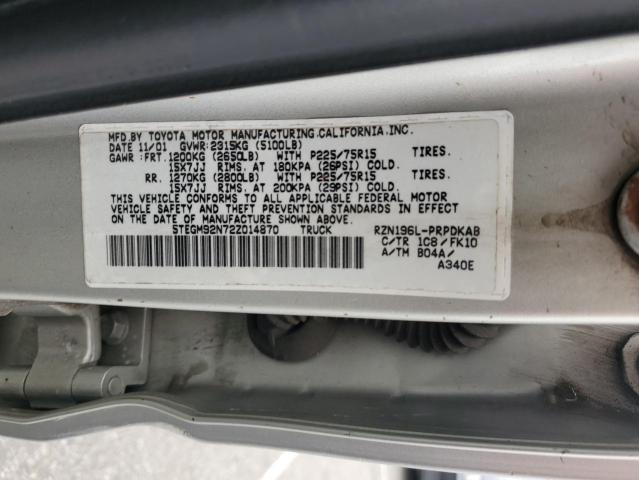 MFD.BY TOYOTA MOTOR MANUFACTURING.CALIFORNIA.INC.
DATE 11/01 GVWR:2315KG (5100LB)
GAWR: FRT.1200KG (2650LB) WITH P225/75R15 TIRES.
15X7JJ RIMS. AT 180KPA (26PSI) COLD.
RR. 1270KG (2800LB) WITH P225/75R15 TIRES.
15X7JJ RIMS. AT 200KPA (29PSI) COLD.
THIS VEHICLE CONFORMS TO ALL APPLICABLE FEDERAL MOTOR
VEHICLE SAFETY, BUMPER, AND THEFT PREVENTION STANDARDS
IN EFFECT ON THE DATE OF MANUFACTURE SHOWN ABOVE.
5TEGM92N72Z014870 TRUCK RZN196L-PRPDKAB
C/TR 1C8/FK10
A/TM B04A/
A340E